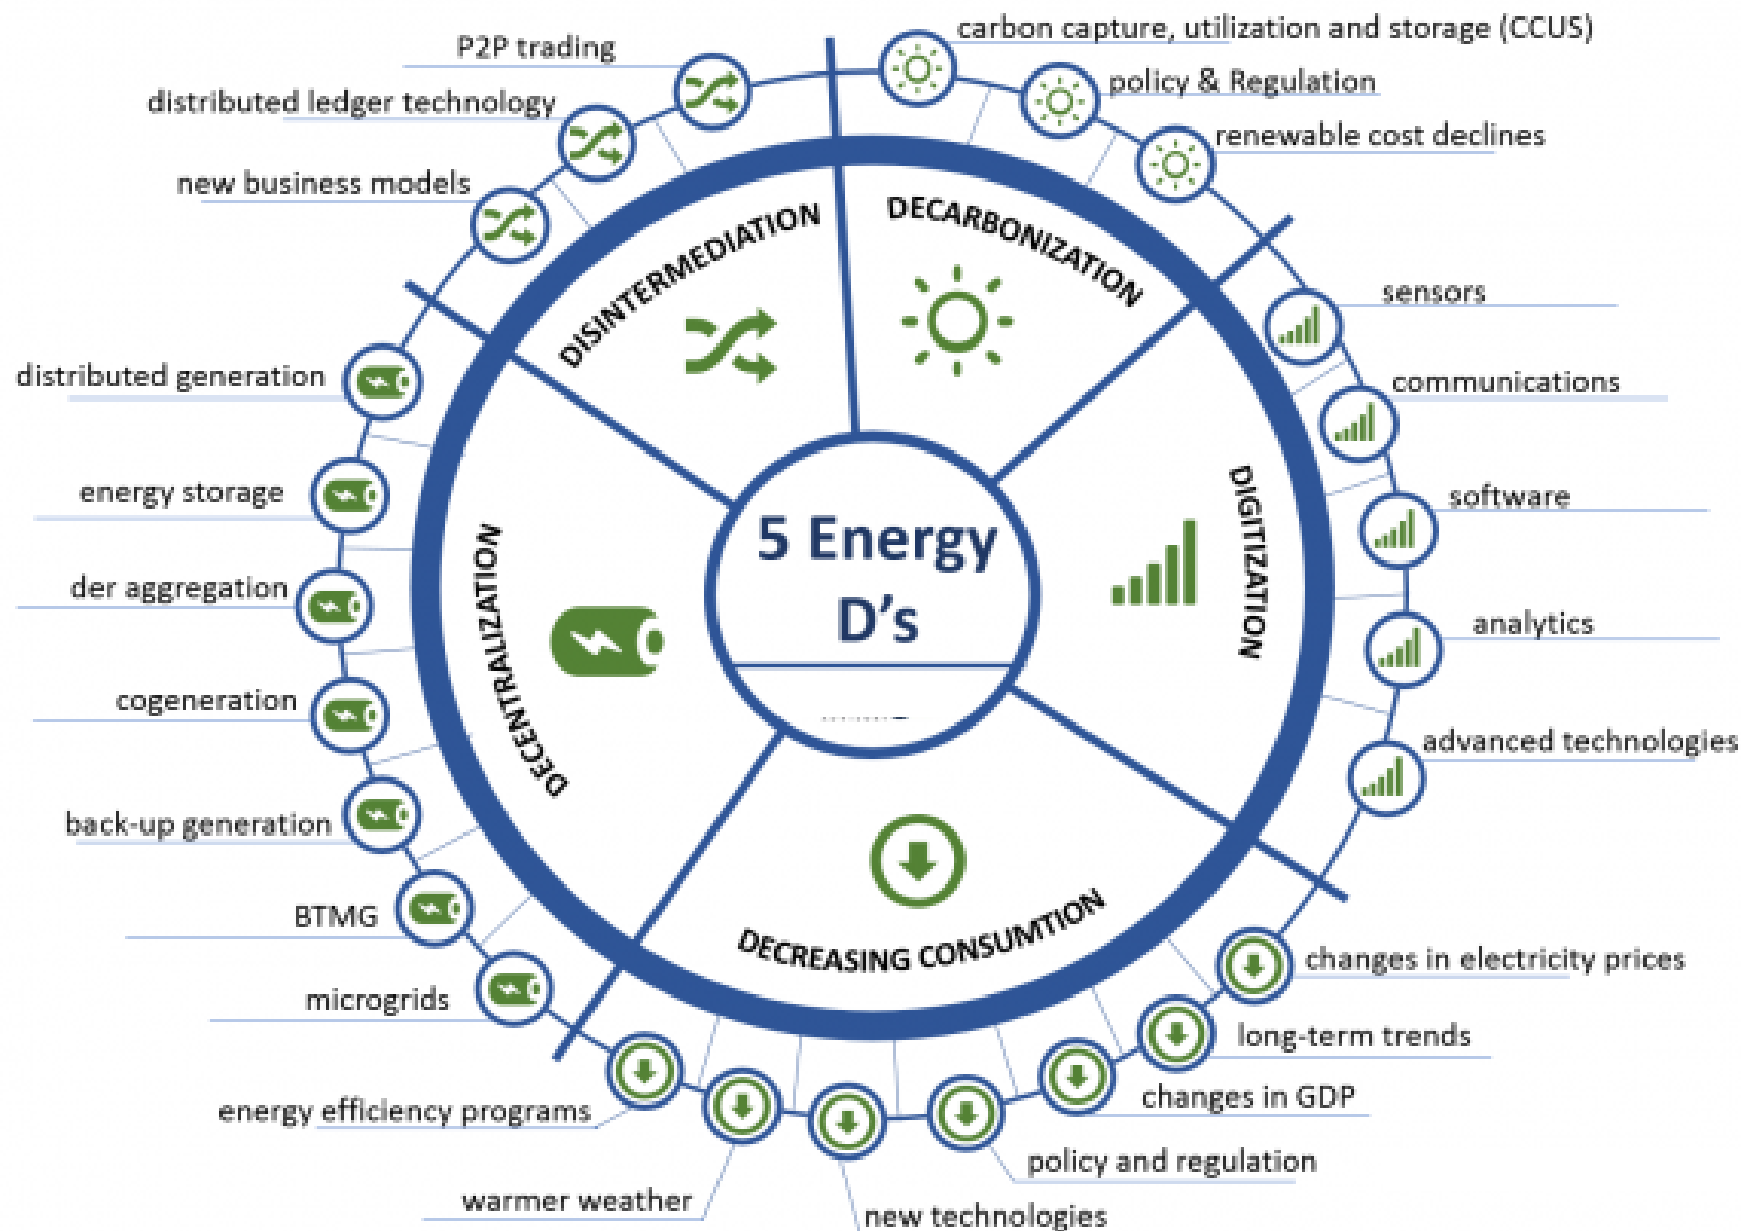 5 Energy
D's
DECARBONIZATION
carbon capture, utilization and storage (CCUS)
policy & Regulation
renewable cost declines
DIGITIZATION
sensors
communications
software
analytics
advanced technologies
DECREASING CONSUMTION
changes in electricity prices
long-term trends
changes in GDP
policy and regulation
new technologies
warmer weather
energy efficiency programs
DECENTRALIZATION
microgrids
BTMG
back-up generation
cogeneration
der aggregation
energy storage
distributed generation
DISINTERMEDIATION
new business models
distributed ledger technology
P2P trading